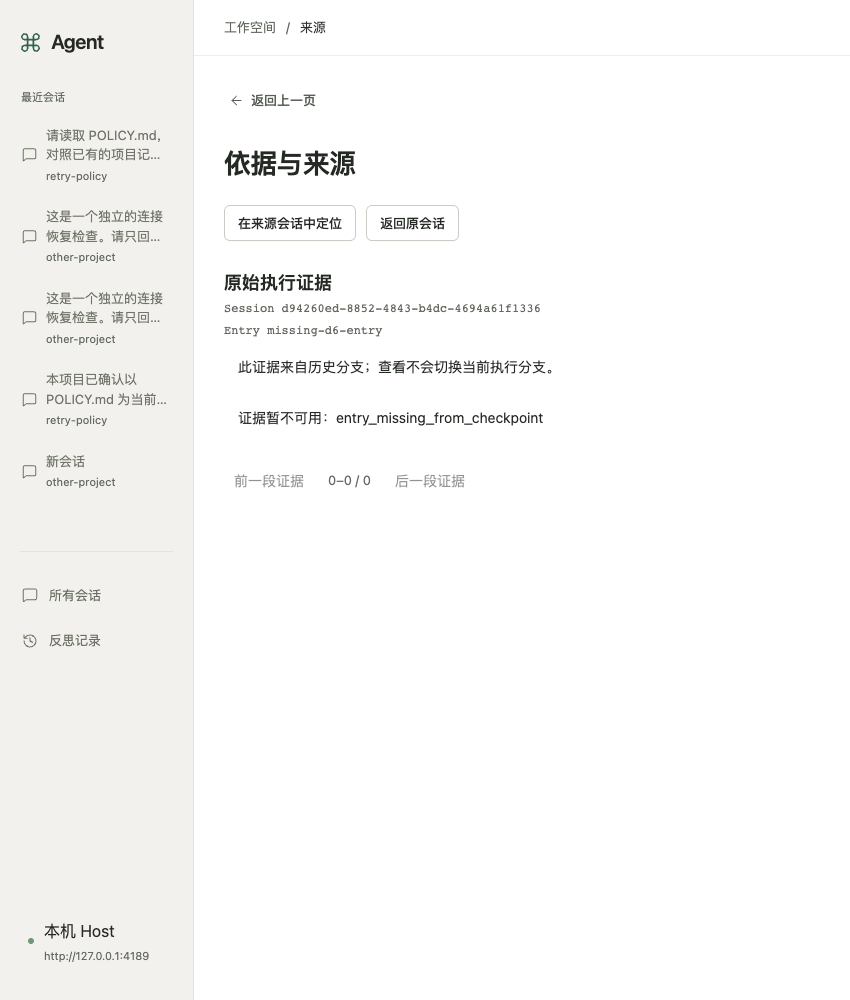 Agent
最近会话
请读取 POLICY.md,
对照已有的项目记...
retry-policy
这是一个独立的连接
恢复检查。请只回...
other-project
这是一个独立的连接
恢复检查。请只回...
other-project
本项目已确认以
POLICY.md 为当前...
retry-policy
新会话
other-project
所有会话
反思记录
本机 Host
http://127.0.0.1:4189
工作空间 / 来源
返回上一页
依据与来源
在来源会话中定位 返回原会话
原始执行证据
Session d94260ed-8852-4843-b4dc-4694a61f1336
Entry missing-d6-entry
此证据来自历史分支；查看不会切换当前执行分支。
证据暂不可用：entry_missing_from_checkpoint
前一段证据 0–0 / 0 后一段证据